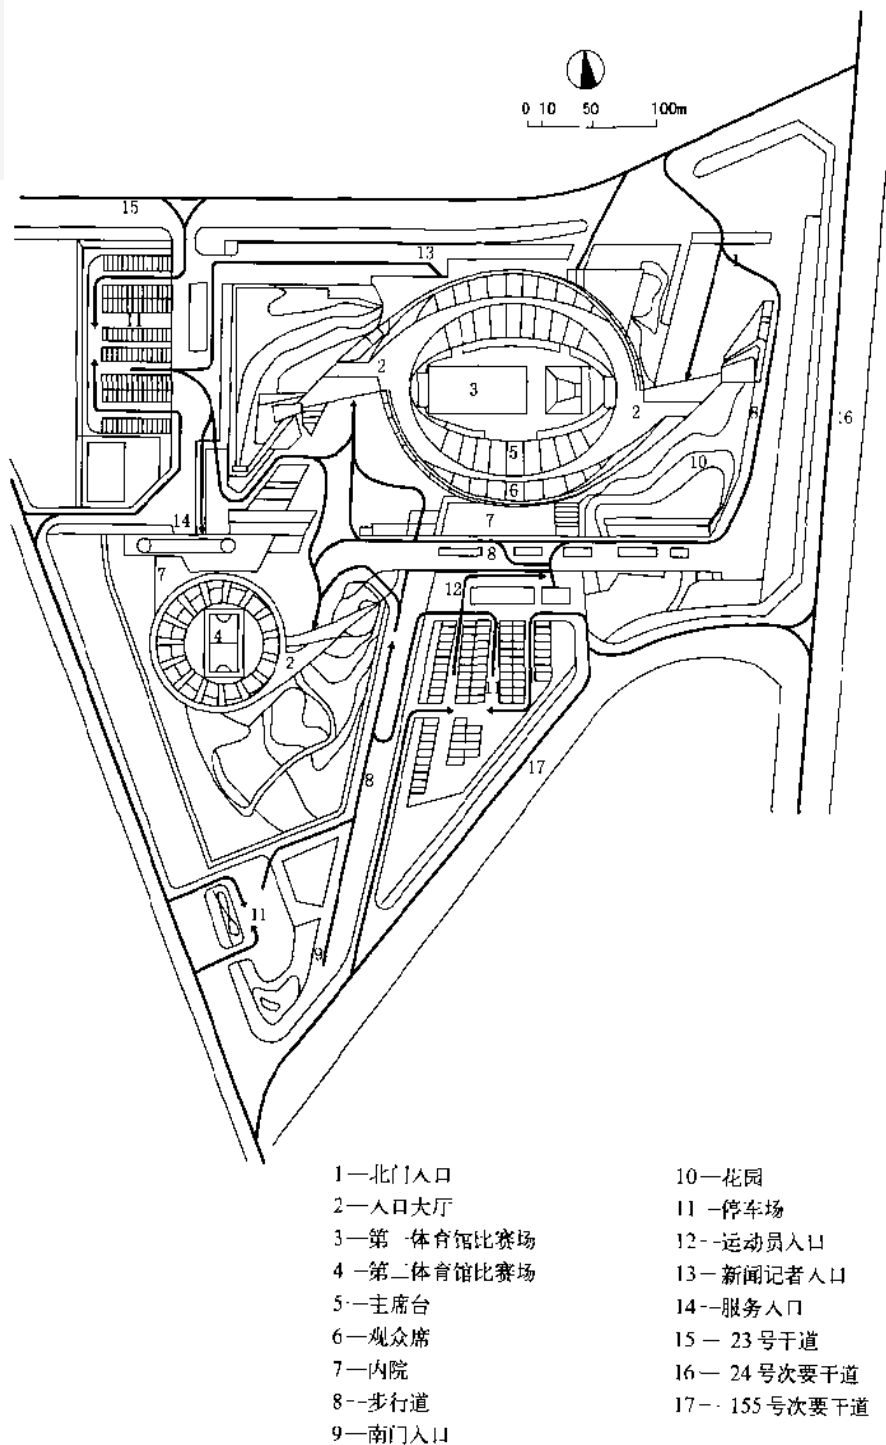 0 10 50 100m
15
13
1
11
2
3
2
16
8
5
10
6
7
14
8
7
12
4
2
11
17
8
11
9
1—北门入口
2—入口大厅
3—第一体育馆比赛场
4—第二体育馆比赛场
5—主席台
6—观众席
7—内院
8—步行道
9—南门入口
10—花园
11—停车场
12—运动员入口
13—新闻记者入口
14—服务入口
15—23号干道
16—24号次要干道
17—155号次要干道